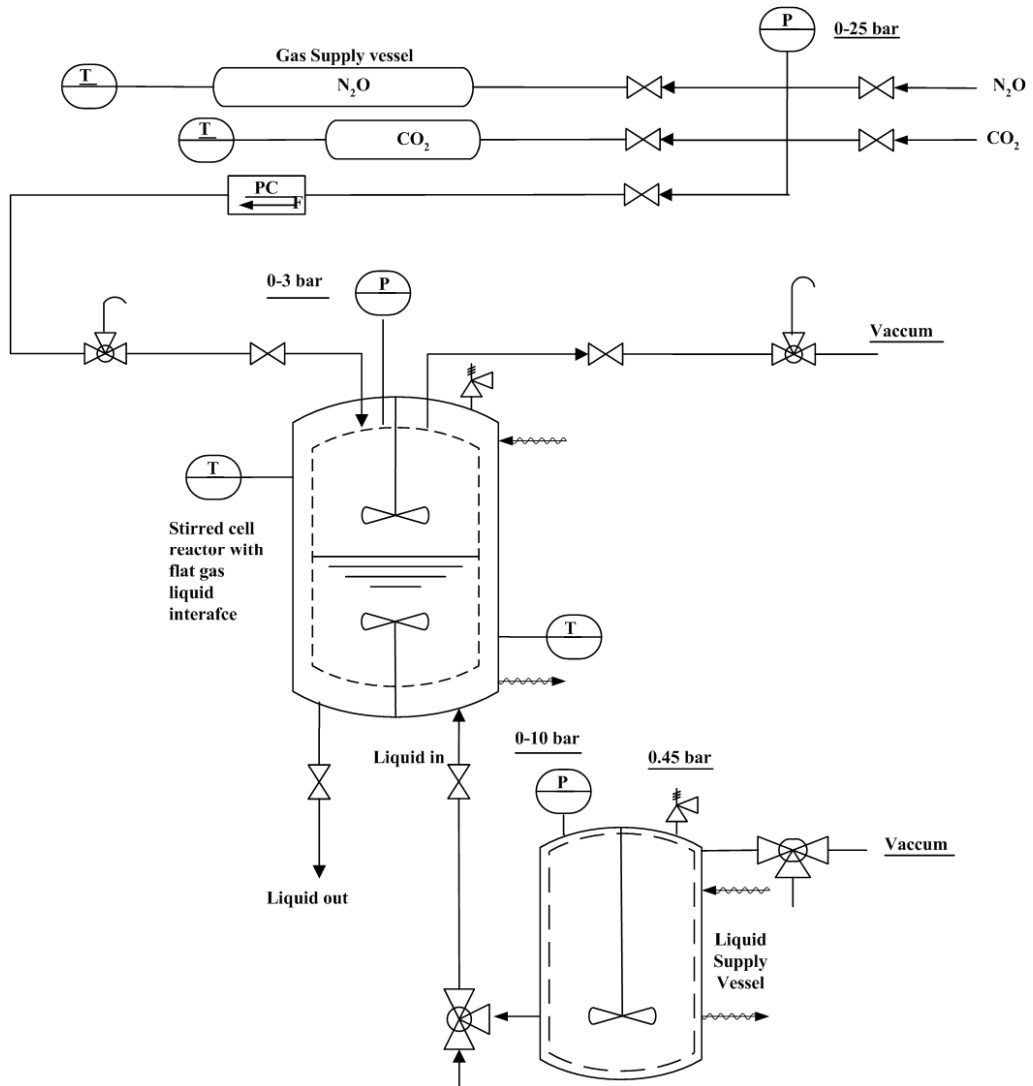 P
0-25 bar
Gas Supply vessel
T
N₂O
N₂O
T
CO₂
CO₂
PC
F
0-3 bar
P
Vaccum
T
Stirred cell
reactor with
flat gas
liquid
interafce
T
Liquid in
0-10 bar
0.45 bar
P
Vaccum
Liquid out
Liquid
Supply
Vessel